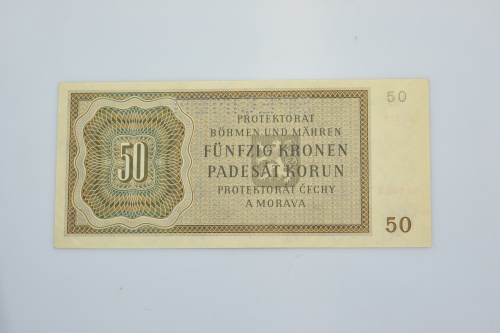 50
PROTEKTORAT
BÖHMEN UND MÄHREN
50
FÜNFZIG KRONEN
PADESÁT KORUN
PROTEKTORÁT ČECHY
A MORAVA
50